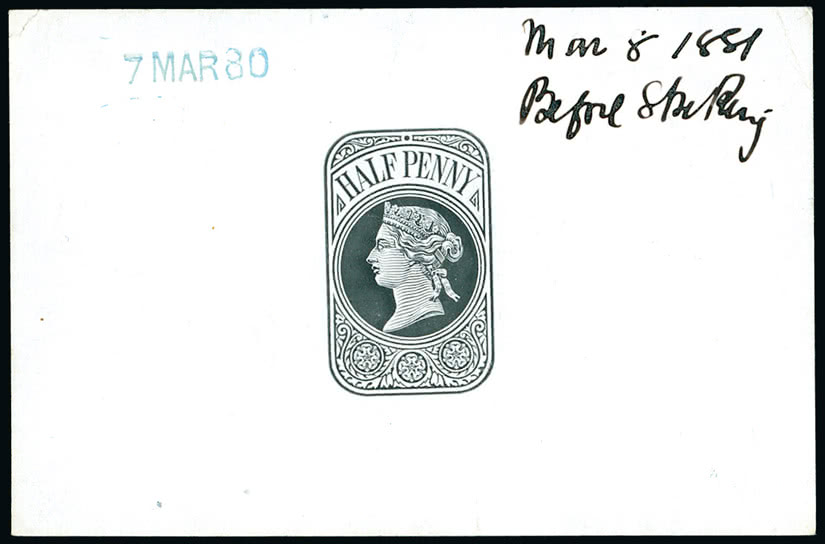 7 MAR 80
Mar 8 1881
Before Striking
HALF PENNY